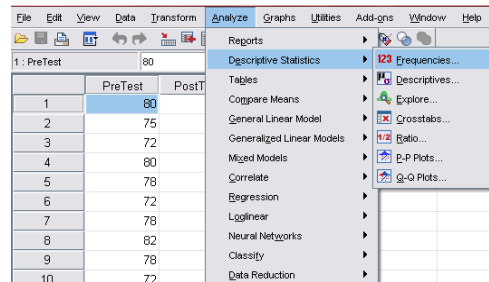 File Edit View Data Transform Analyze Graphs Utilities Add-ons Window Help
Reports
1 : PreTest 80
Descriptive Statistics 123 Frequencies...
PreTest PostT Tables Descriptives...
1 80 Compare Means Explore...
2 75 General Linear Model Crosstabs...
3 72 Generalized Linear Models 1/2 Ratio...
4 80 Mixed Models P-P Plots...
5 78 Correlate Q-Q Plots...
6 72 Regression
7 78 Loglinear
8 82 Neural Networks
9 78 Classify
10 72 Data Reduction